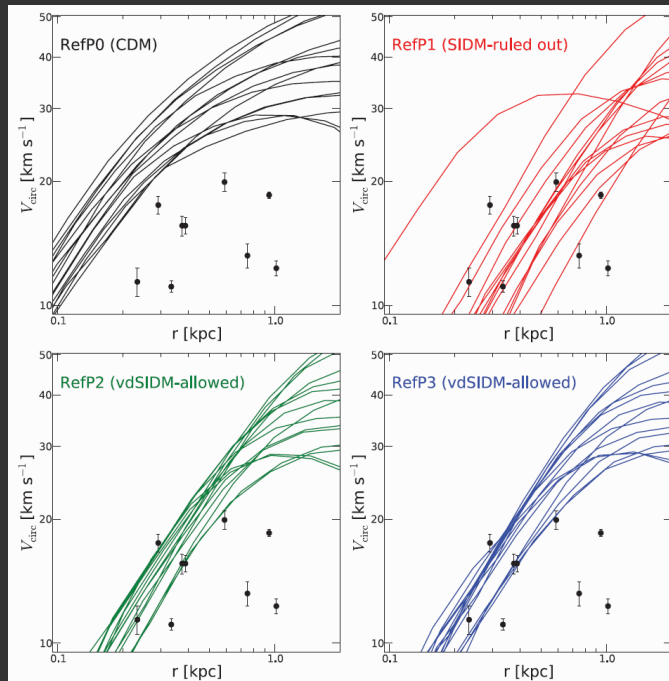 RefP0 (CDM)
50
40
30
20
10
V_circ [km s⁻¹]
0.1
1.0
r [kpc]
RefP1 (SIDM-ruled out)
50
40
30
20
10
V_circ [km s⁻¹]
0.1
1.0
r [kpc]
RefP2 (vdSIDM-allowed)
50
40
30
20
10
V_circ [km s⁻¹]
0.1
1.0
r [kpc]
RefP3 (vdSIDM-allowed)
50
40
30
20
10
V_circ [km s⁻¹]
0.1
1.0
r [kpc]